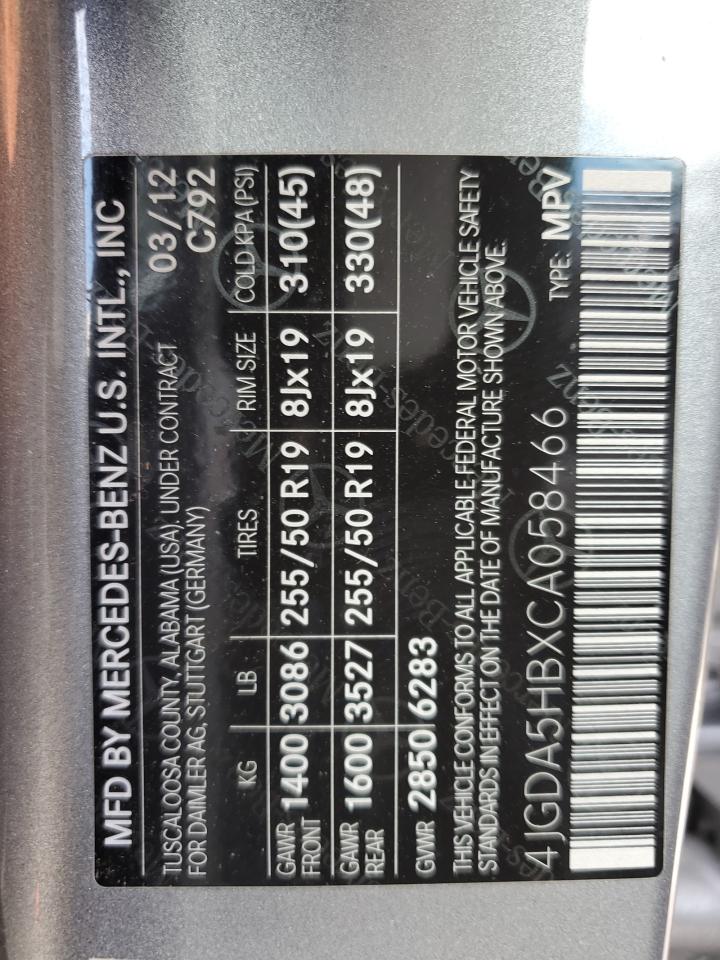 MFD BY MERCEDES-BENZ U.S. INTL., INC
TUSCALOOSA COUNTY, ALABAMA (USA), UNDER CONTRACT 03/12
FOR DAIMLER AG, STUTTGART (GERMANY) C792
KG LB TIRES RIM SIZE COLD KPA (PSI)
GAWR FRONT 1400 3086 255/50 R19 8Jx19 310(45)
GAWR REAR 1600 3527 255/50 R19 8Jx19 330(48)
GVWR 2850 6283
THIS VEHICLE CONFORMS TO ALL APPLICABLE FEDERAL MOTOR VEHICLE SAFETY
STANDARDS IN EFFECT ON THE DATE OF MANUFACTURE SHOWN ABOVE.
4JGDA5HBXCA058466 TYPE: MPV